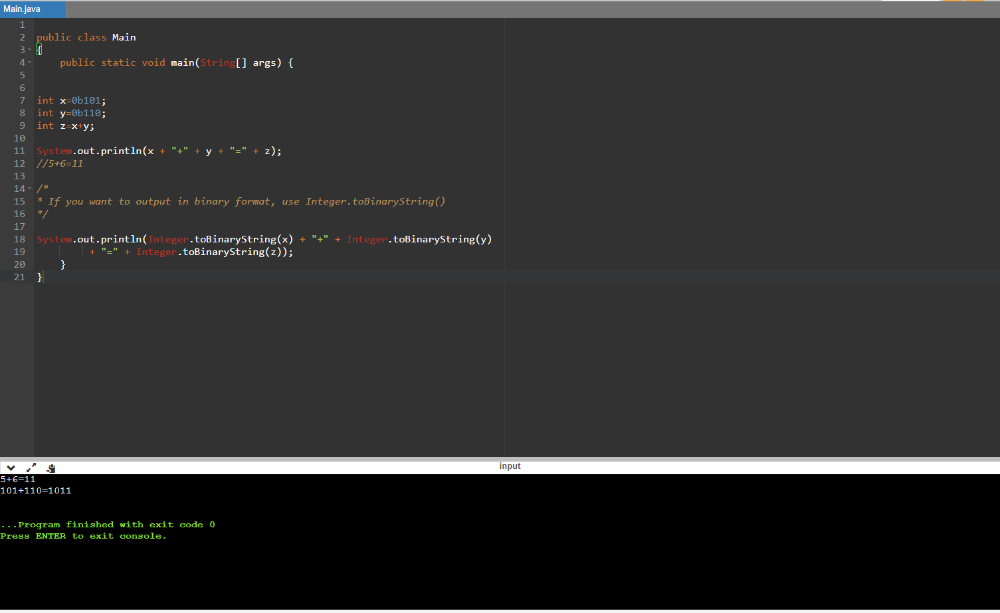 Main.java
1
2 public class Main
3 {
4     public static void main(String[] args) {
5
6
7 int x=0b101;
8 int y=0b110;
9 int z=x+y;
10
11 System.out.println(x + "+" + y + "=" + z);
12 //5+6=11
13
14 /*
15 * If you want to output in binary format, use Integer.toBinaryString()
16 */
17
18 System.out.println(Integer.toBinaryString(x) + "+" + Integer.toBinaryString(y)
19          + "=" + Integer.toBinaryString(z));
20     }
21 }
input
5+6=11
101+110=1011
...Program finished with exit code 0
Press ENTER to exit console.